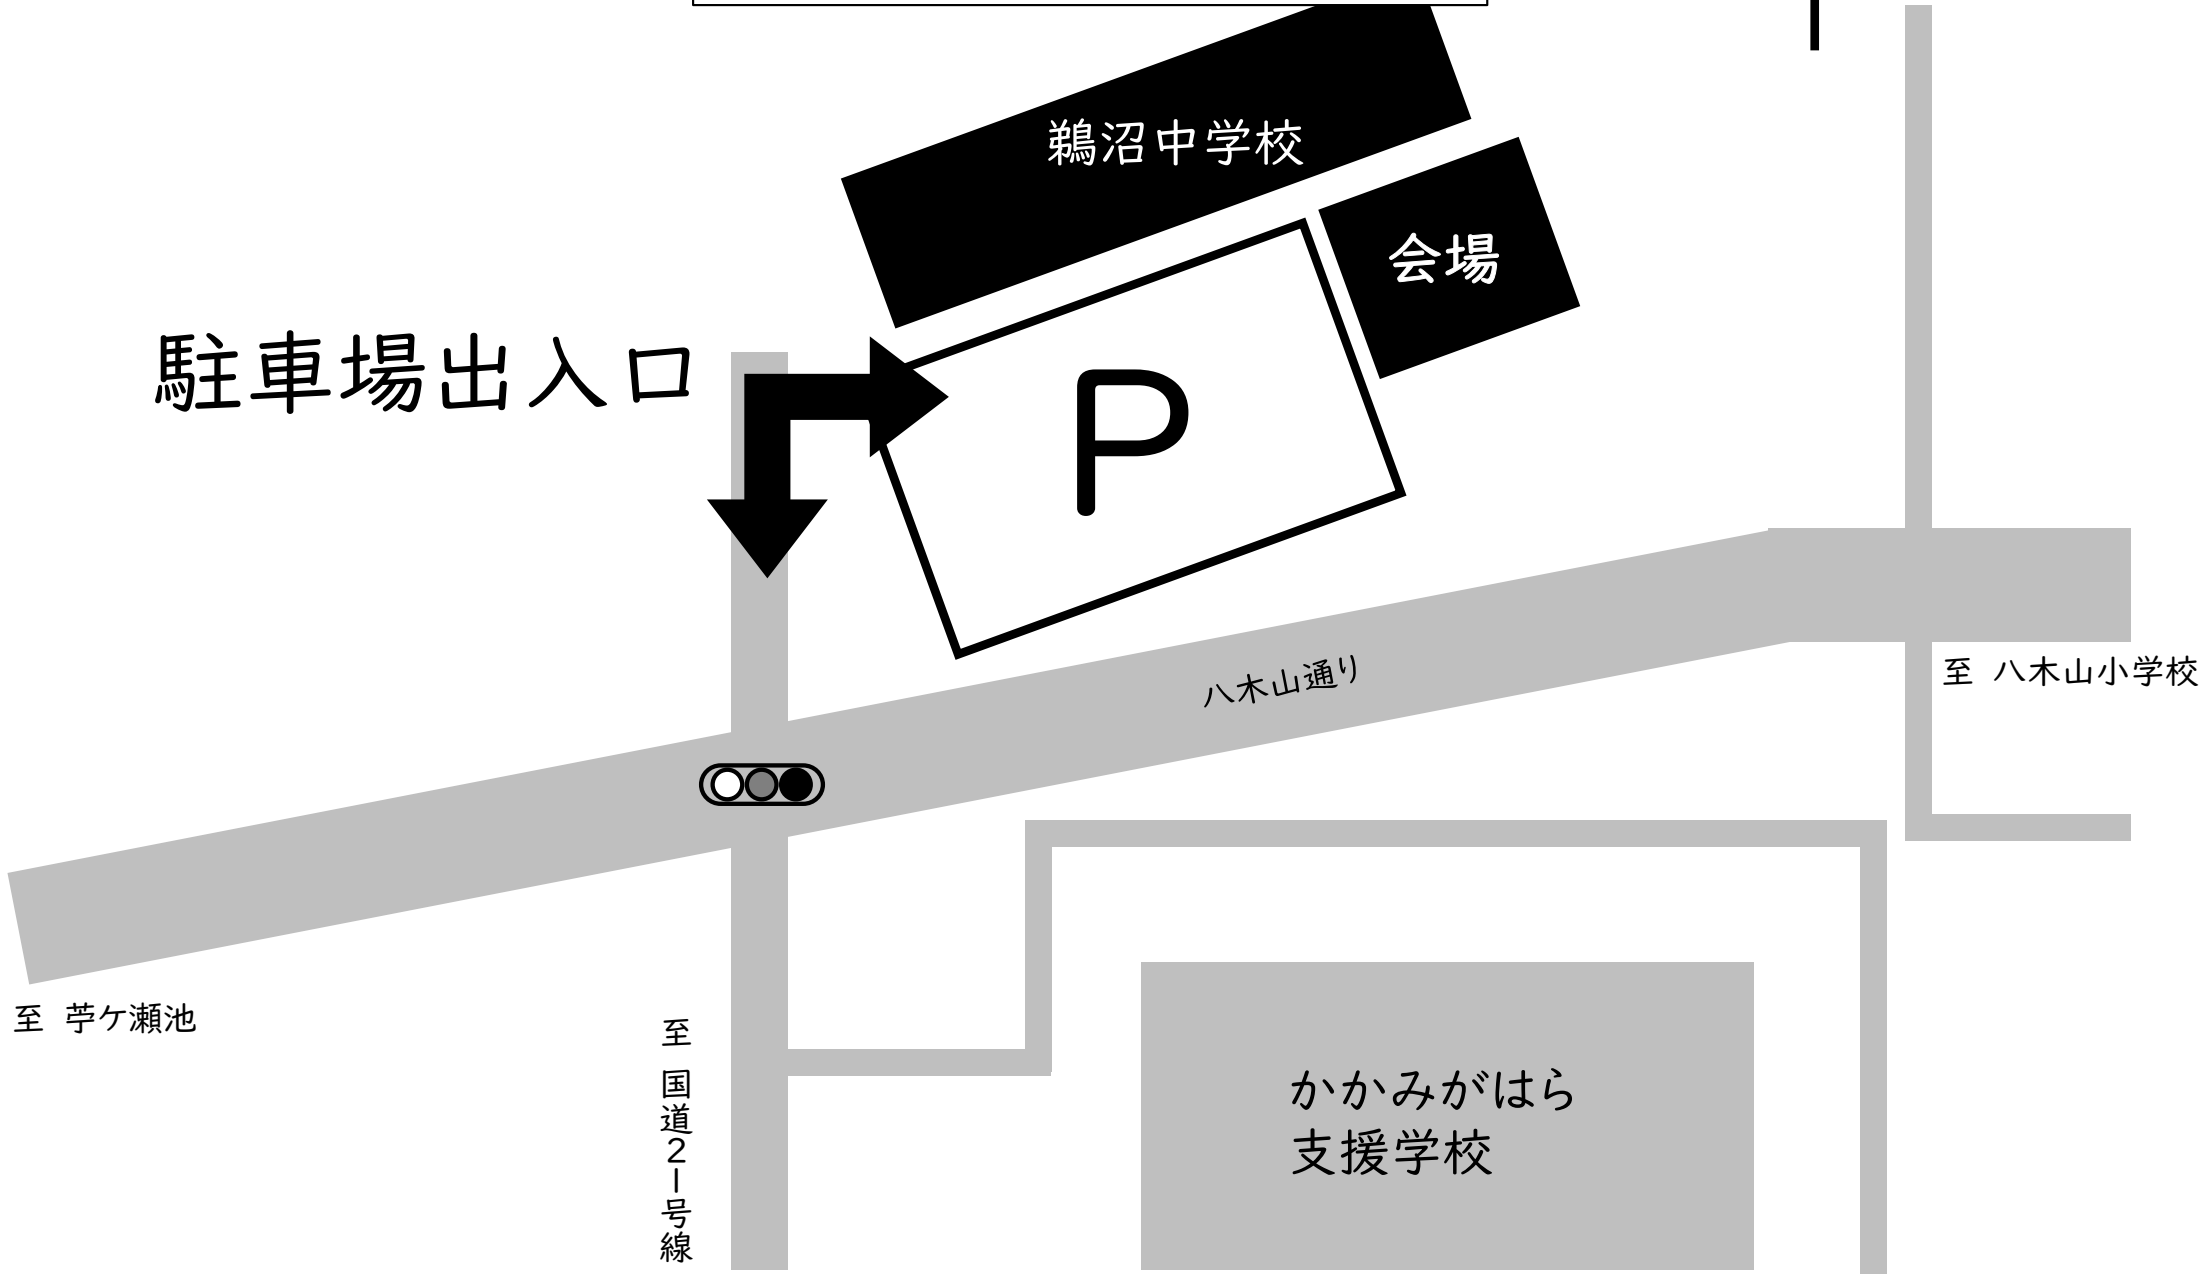 鵜沼中学校
会場
駐車場出入口
P
八木山通り
至 八木山小学校
至 苧ケ瀬池
至 国道21号線
かかみがはら
支援学校